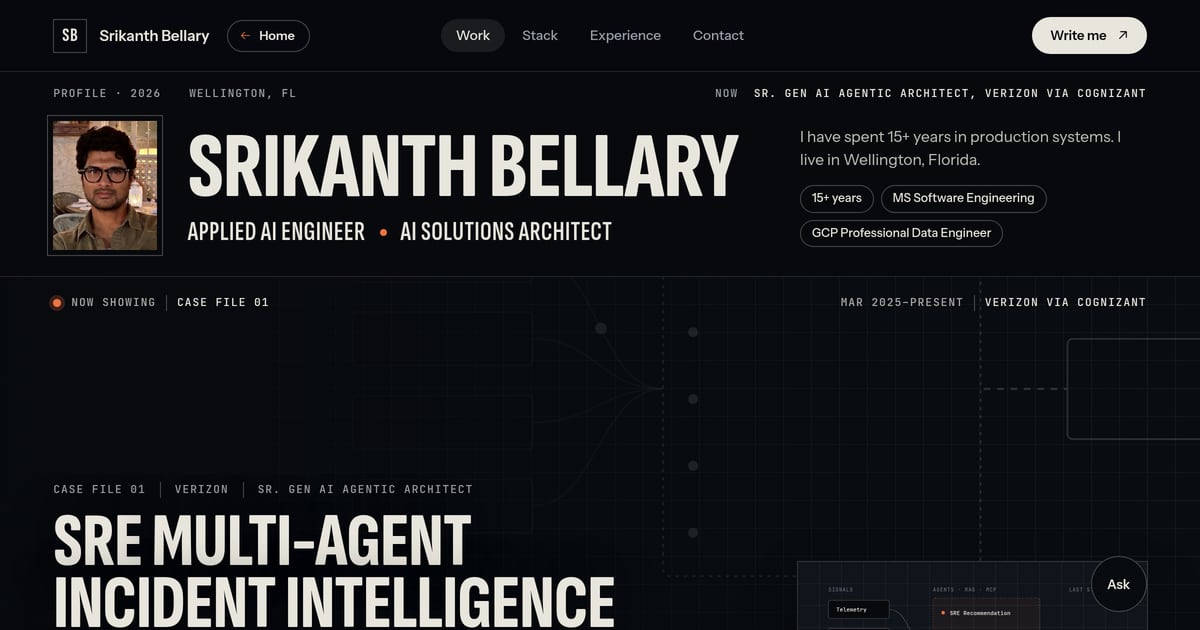 SB Srikanth Bellary ← Home Work Stack Experience Contact Write me ↗
PROFILE · 2026 WELLINGTON, FL NOW SR. GEN AI AGENTIC ARCHITECT, VERIZON VIA COGNIZANT
SRIKANTH BELLARY
APPLIED AI ENGINEER • AI SOLUTIONS ARCHITECT
I have spent 15+ years in production systems. I
live in Wellington, Florida.
15+ years MS Software Engineering
GCP Professional Data Engineer
NOW SHOWING CASE FILE 01 MAR 2025–PRESENT VERIZON VIA COGNIZANT
CASE FILE 01 VERIZON SR. GEN AI AGENTIC ARCHITECT
SRE MULTI-AGENT
INCIDENT INTELLIGENCE
Ask
SIGNALS AGENTS · RAG · MCP LAST
Telemetry SRE Recommendation